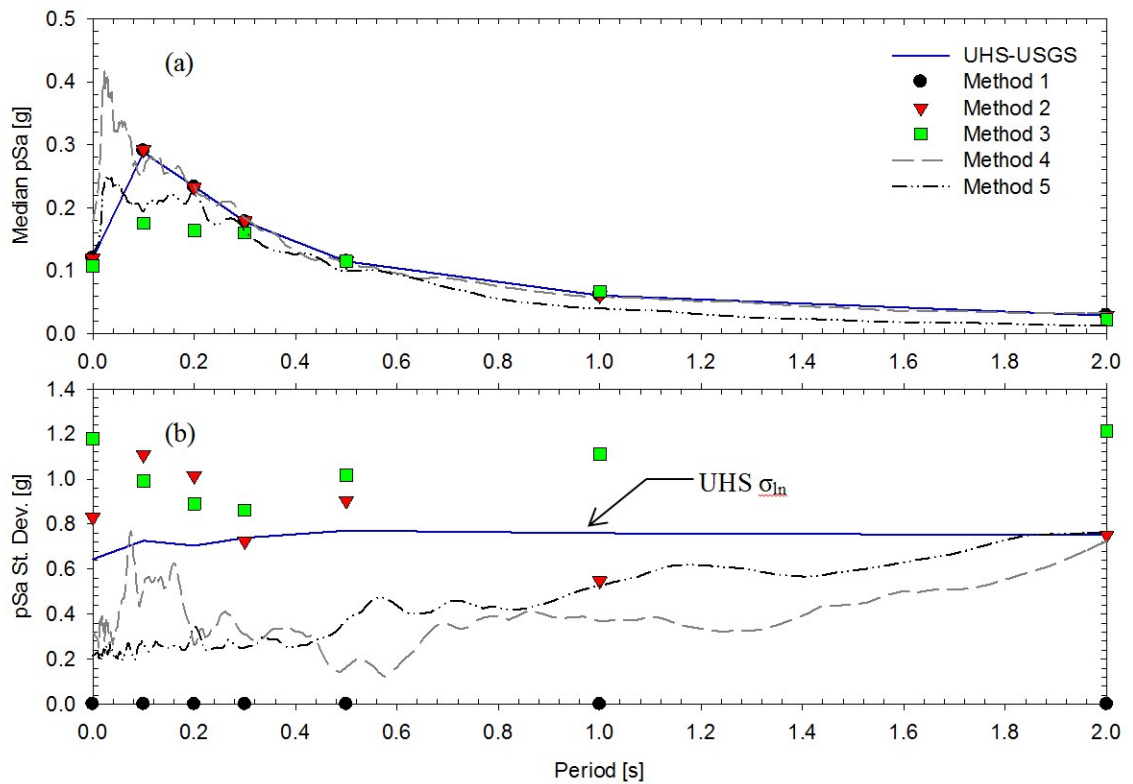 0.5
0.4
0.3
0.2
0.1
0.0
Median pSa [g]
(a)
UHS-USGS
Method 1
Method 2
Method 3
Method 4
Method 5
0.0 0.2 0.4 0.6 0.8 1.0 1.2 1.4 1.6 1.8 2.0
1.4
1.2
1.0
0.8
0.6
0.4
0.2
0.0
pSa St. Dev. [g]
(b)
UHS σln
0.0 0.2 0.4 0.6 0.8 1.0 1.2 1.4 1.6 1.8 2.0
Period [s]